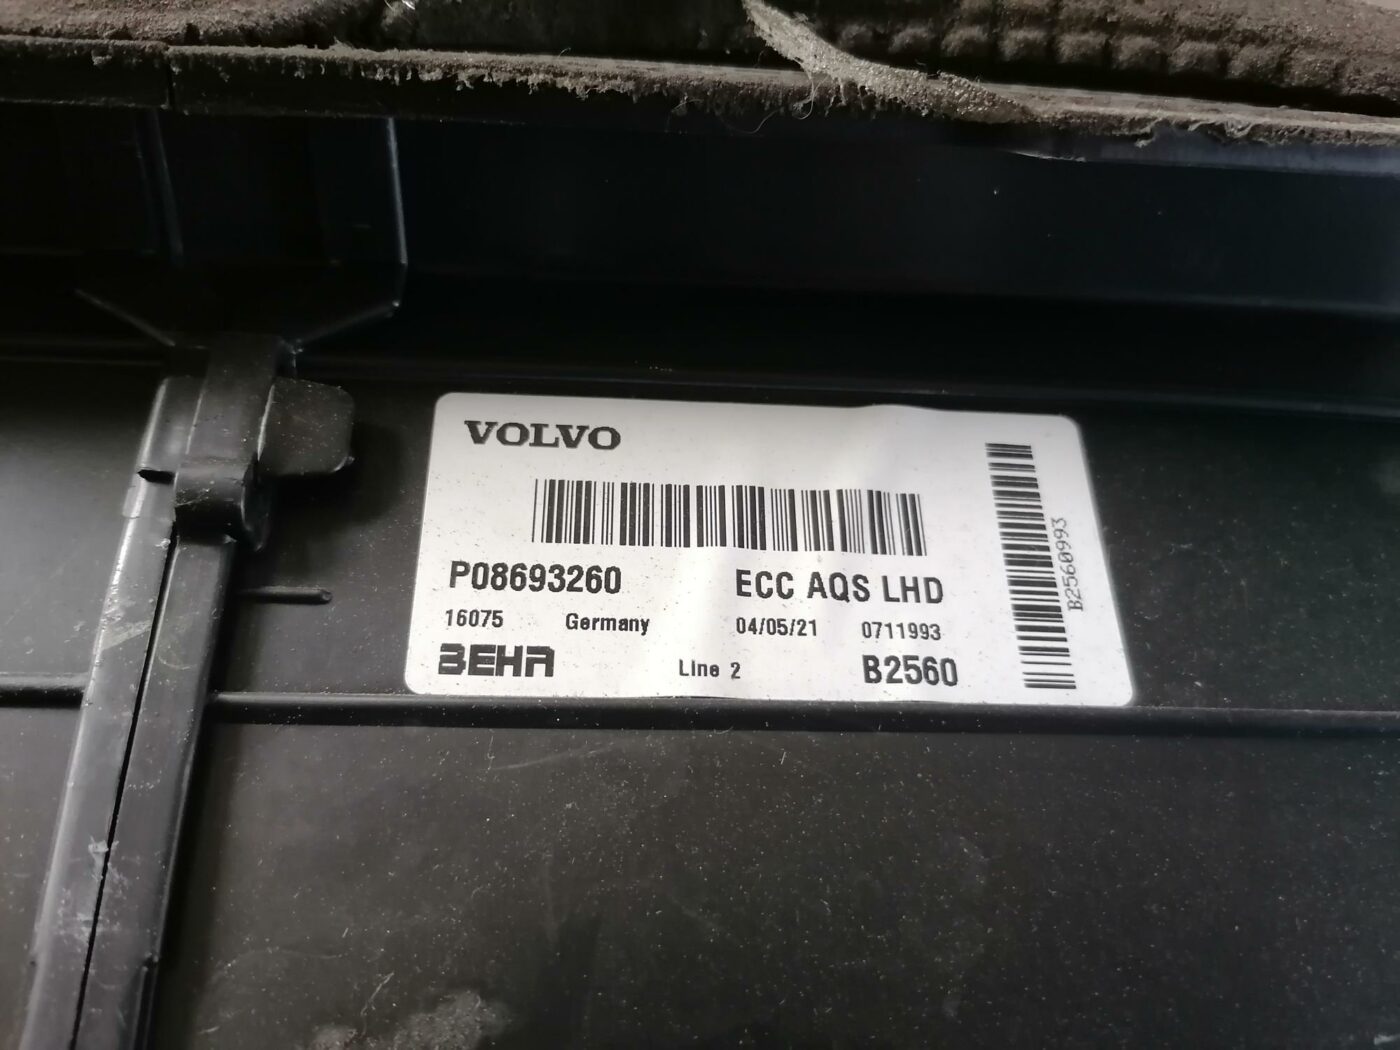 VOLVO
P08693260 ECC AQS LHD
16075 Germany 04/05/21 0711993
BEHR Line 2 B2560
B2560993